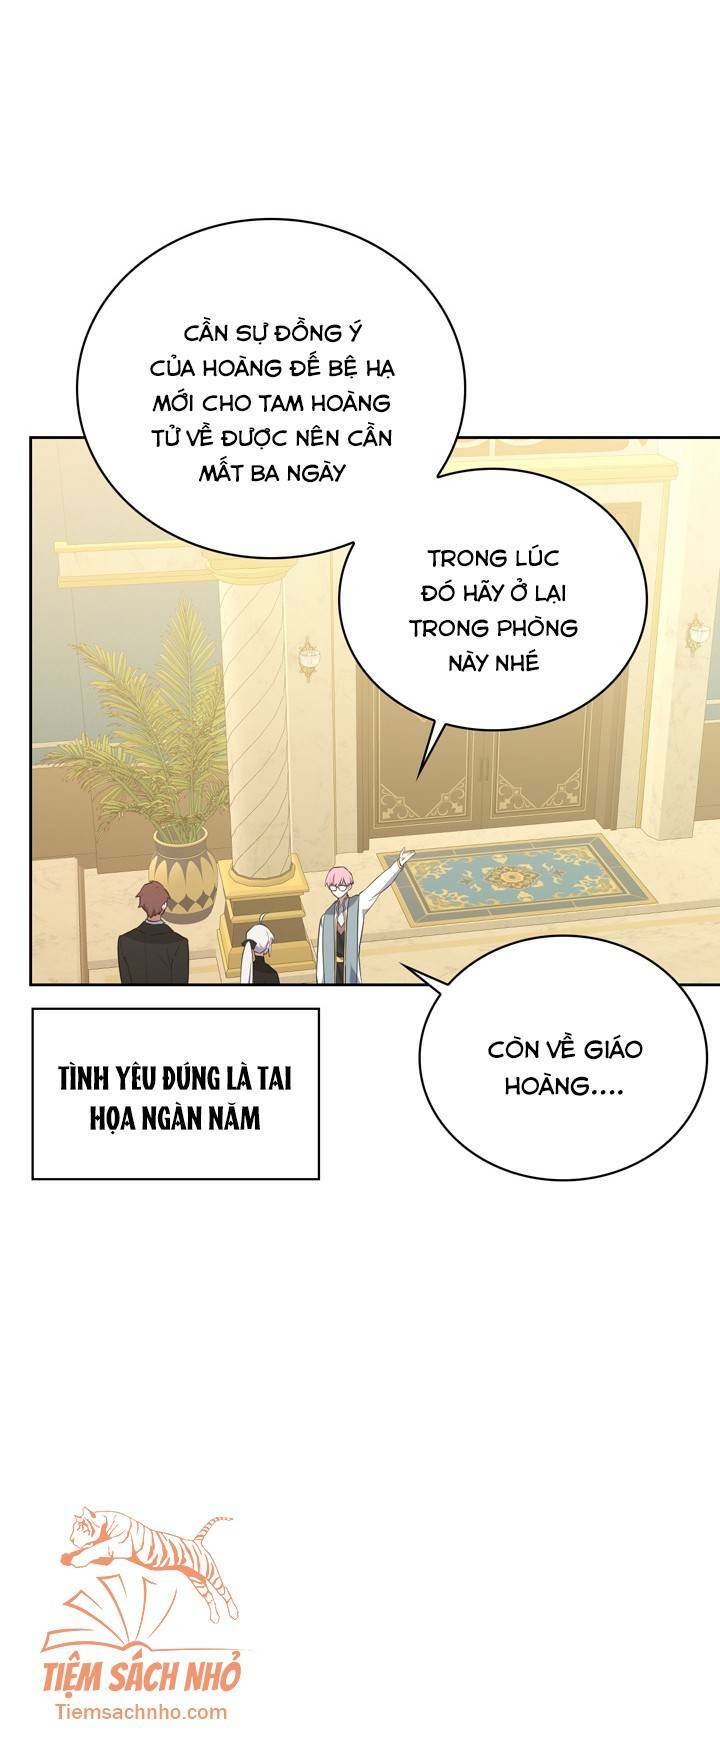 CẦN SỰ ĐỒNG Ý
CỦA HOÀNG ĐẾ BỆ HẠ
MỚI CHO TAM HOÀNG
TỬ VỀ ĐƯỢC NÊN CẦN
MẤT BA NGÀY
TRONG LÚC
ĐÓ HÃY Ở LẠI
TRONG PHÒNG
NÀY NHÉ
CÒN VỀ GIÁO
HOÀNG....
TÌNH YÊU ĐÚNG LÀ TAI
HỌA NGÀN NĂM
TIỆM SÁCH NHỎ
Tiemsachnho.com